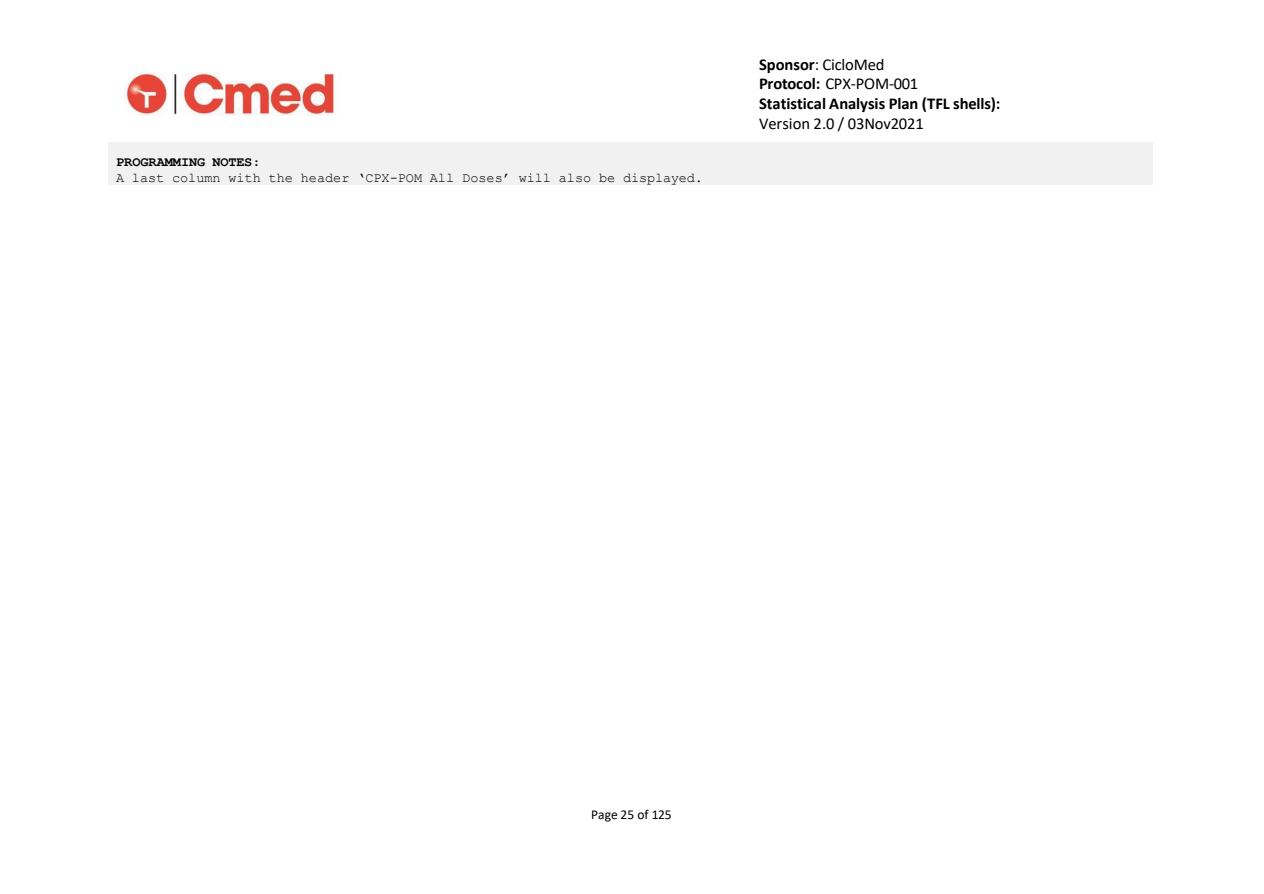 Cmed
Sponsor: CicloMed
Protocol: CPX-POM-001
Statistical Analysis Plan (TFL shells):
Version 2.0 / 03Nov2021
PROGRAMMING NOTES:
A last column with the header ‘CPX-POM All Doses’ will also be displayed.
Page 25 of 125